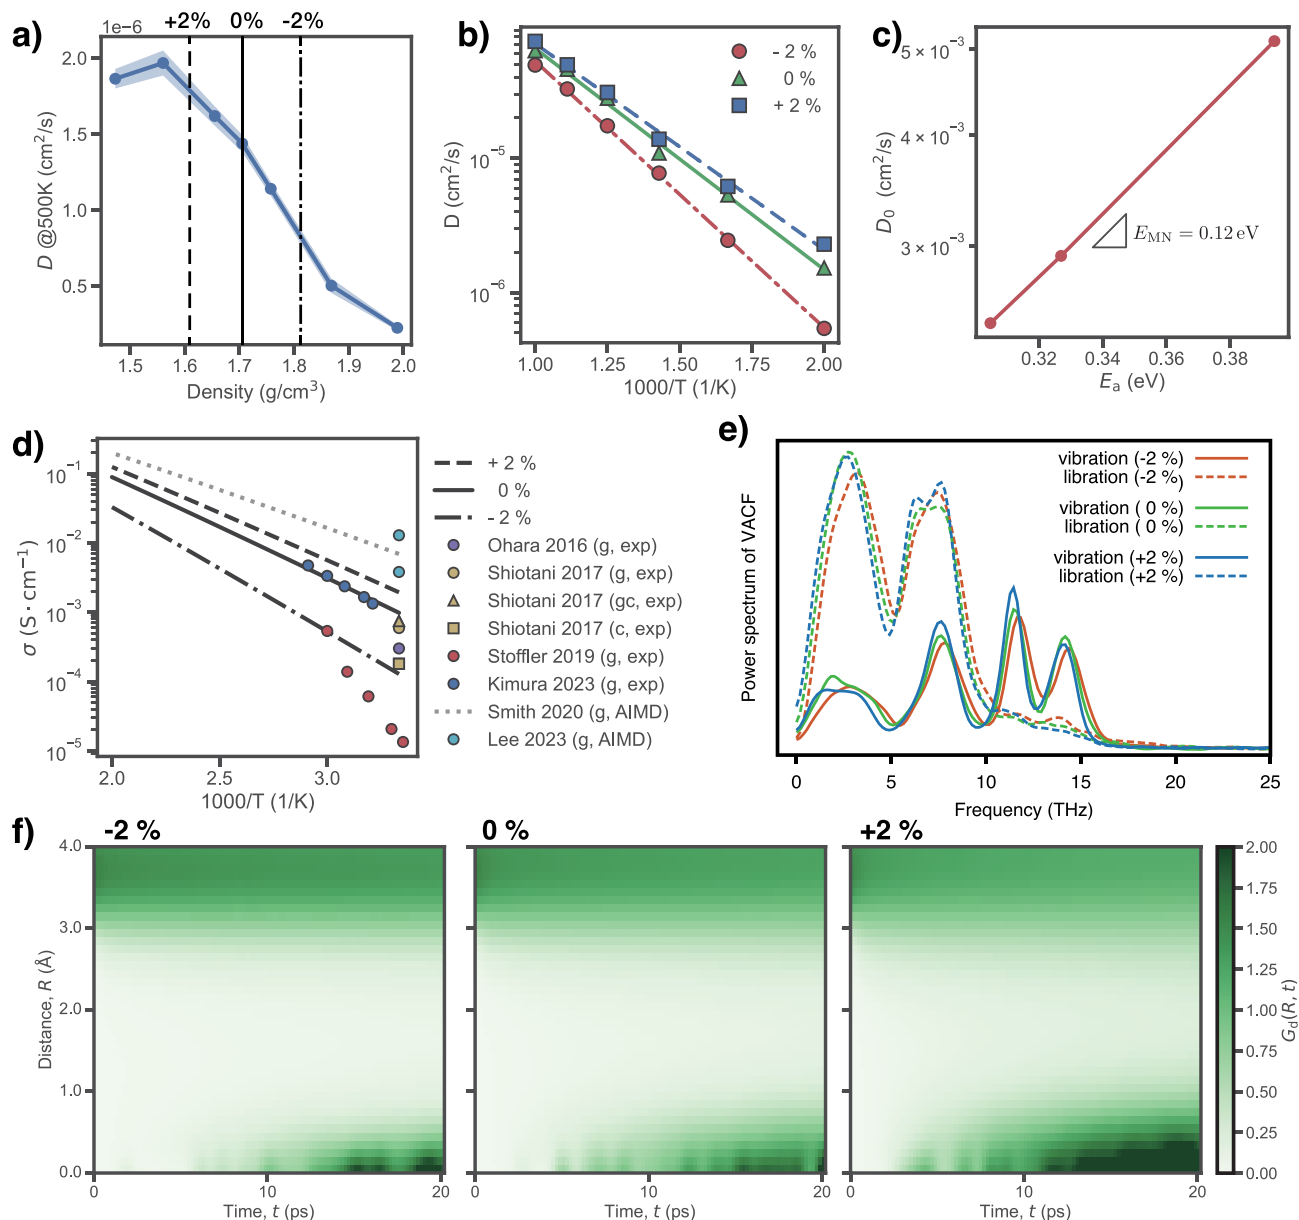 a)
1e−6
+2%
0%
-2%
2.0
1.5
1.0
0.5
D @500K (cm²/s)
1.5
1.6
1.7
1.8
1.9
2.0
Density (g/cm³)
b)
- 2 %
0 %
+ 2 %
10⁻⁵
10⁻⁶
D (cm²/s)
1.00
1.25
1.50
1.75
2.00
1000/T (1/K)
c)
5 × 10⁻³
4 × 10⁻³
3 × 10⁻³
D₀ (cm²/s)
E_MN = 0.12 eV
0.32
0.34
0.36
0.38
Eₐ (eV)
d)
10⁻¹
10⁻²
10⁻³
10⁻⁴
10⁻⁵
σ (S · cm⁻¹)
2.0
2.5
3.0
1000/T (1/K)
+ 2 %
0 %
- 2 %
Ohara 2016 (g, exp)
Shiotani 2017 (g, exp)
Shiotani 2017 (gc, exp)
Shiotani 2017 (c, exp)
Stoffler 2019 (g, exp)
Kimura 2023 (g, exp)
Smith 2020 (g, AIMD)
Lee 2023 (g, AIMD)
e)
vibration (-2 %)
libration (-2 %)
vibration ( 0 %)
libration ( 0 %)
vibration (+2 %)
libration (+2 %)
Power spectrum of VACF
0
5
10
15
20
25
Frequency (THz)
f)
-2 %
0 %
+2 %
4.0
3.0
2.0
1.0
0.0
Distance, R (Å)
0
10
20
Time, t (ps)
0
10
20
Time, t (ps)
0
10
20
Time, t (ps)
2.00
1.75
1.50
1.25
1.00
0.75
0.50
0.25
0.00
G_d(R, t)